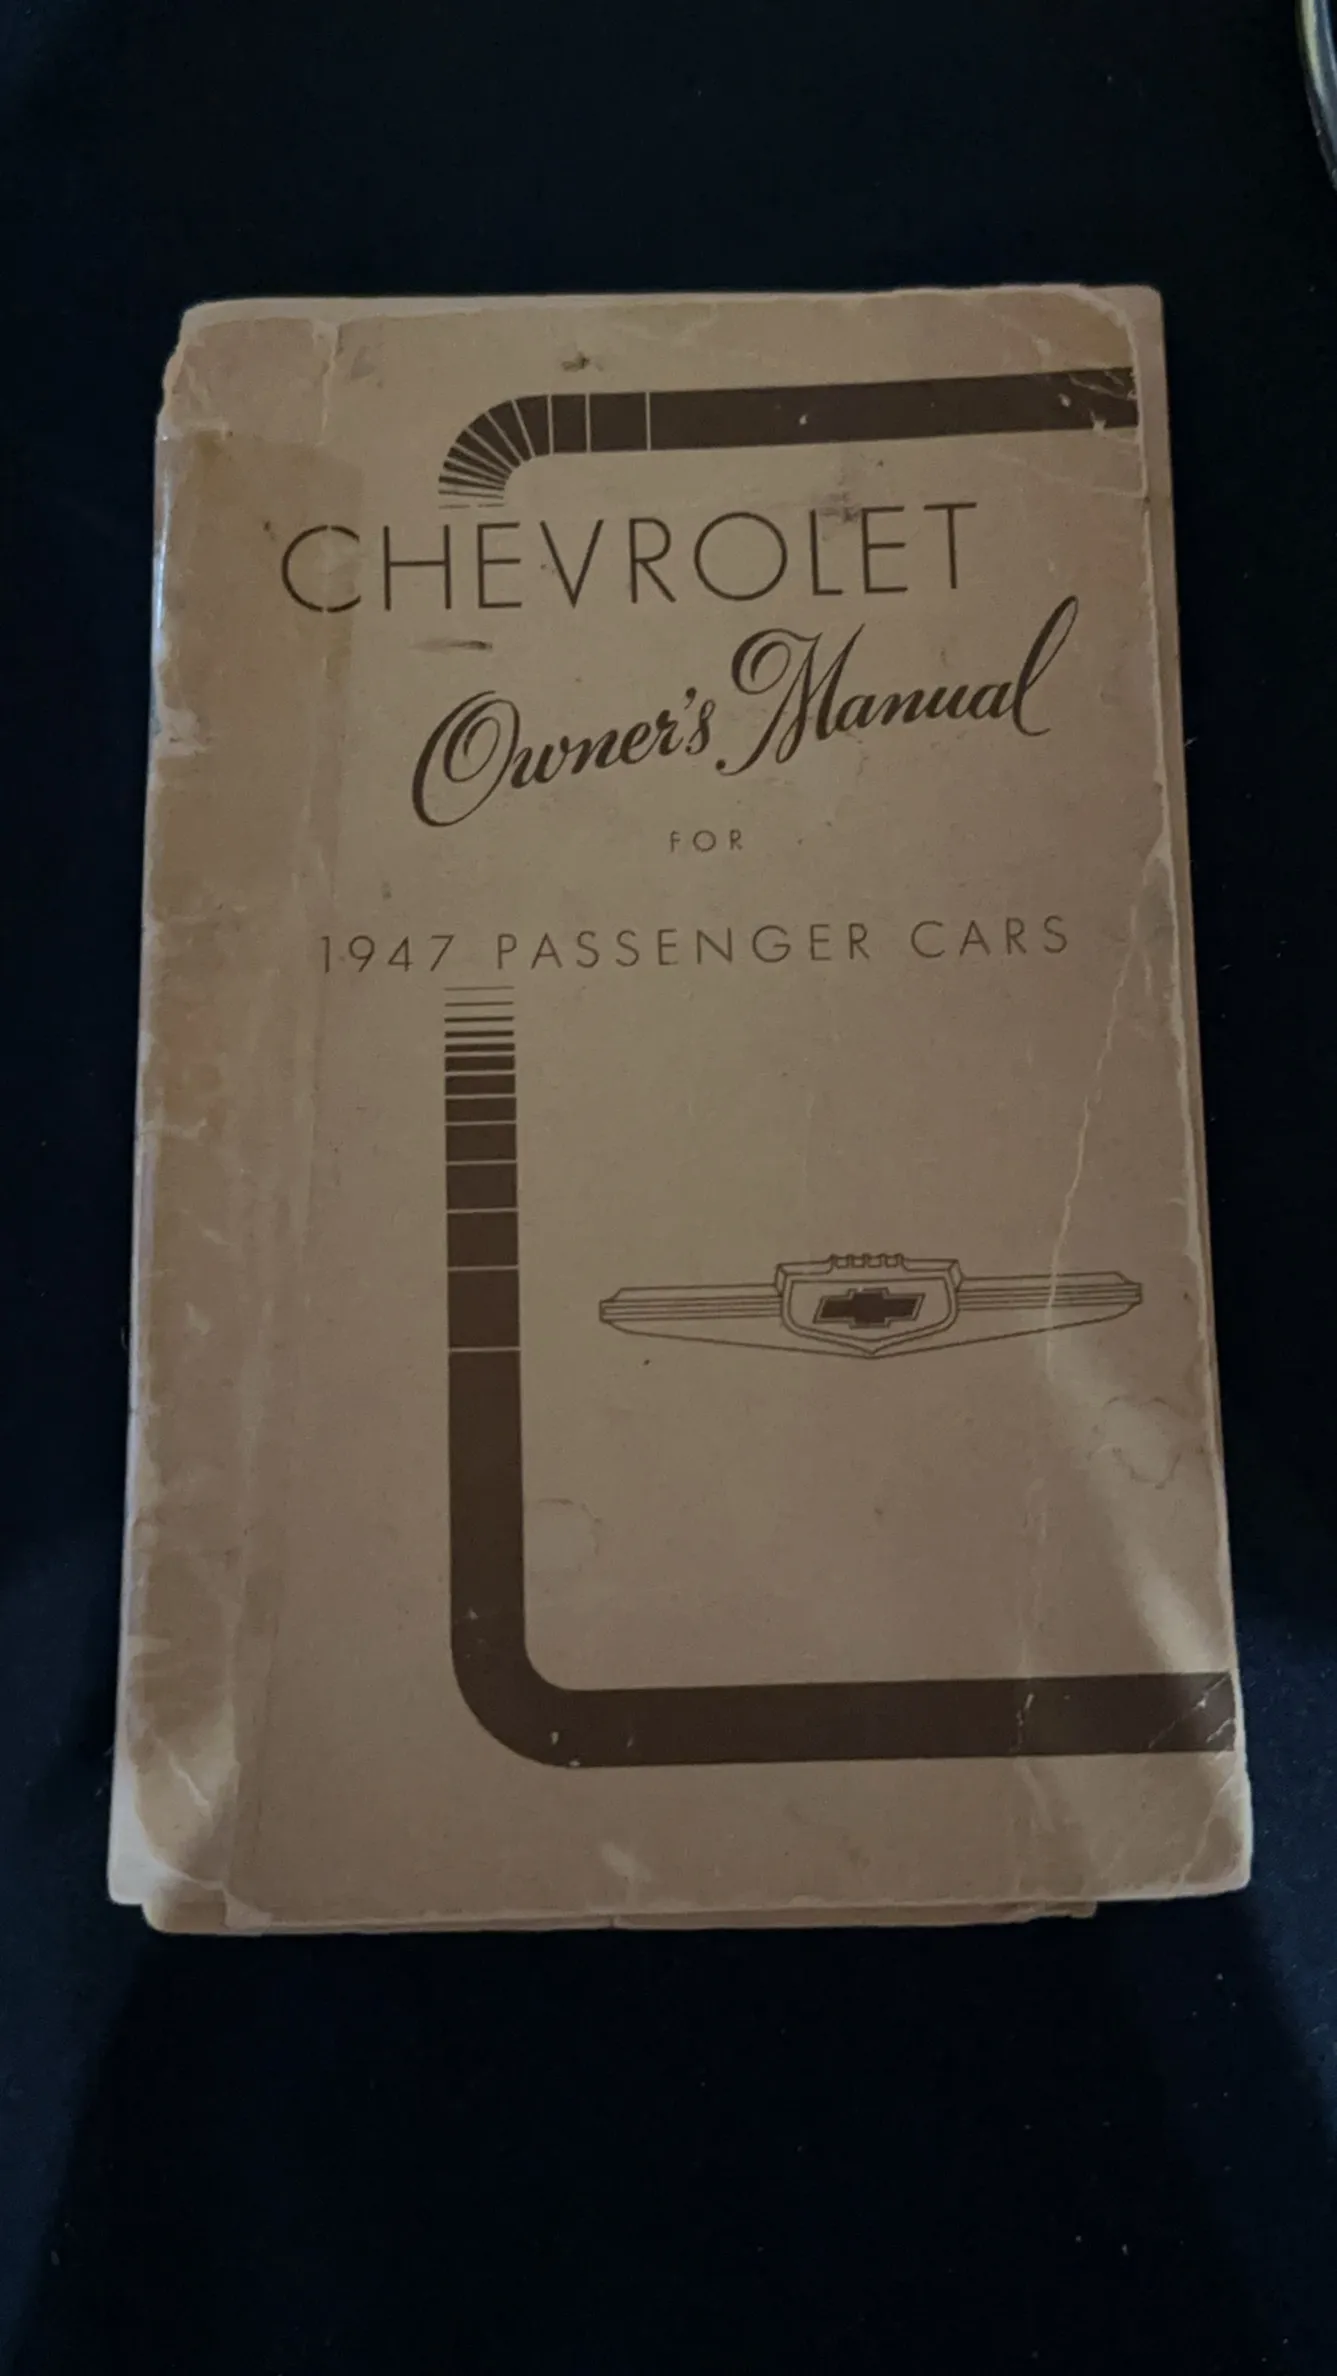 CHEVROLET
Owner's Manual
FOR
1947 PASSENGER CARS